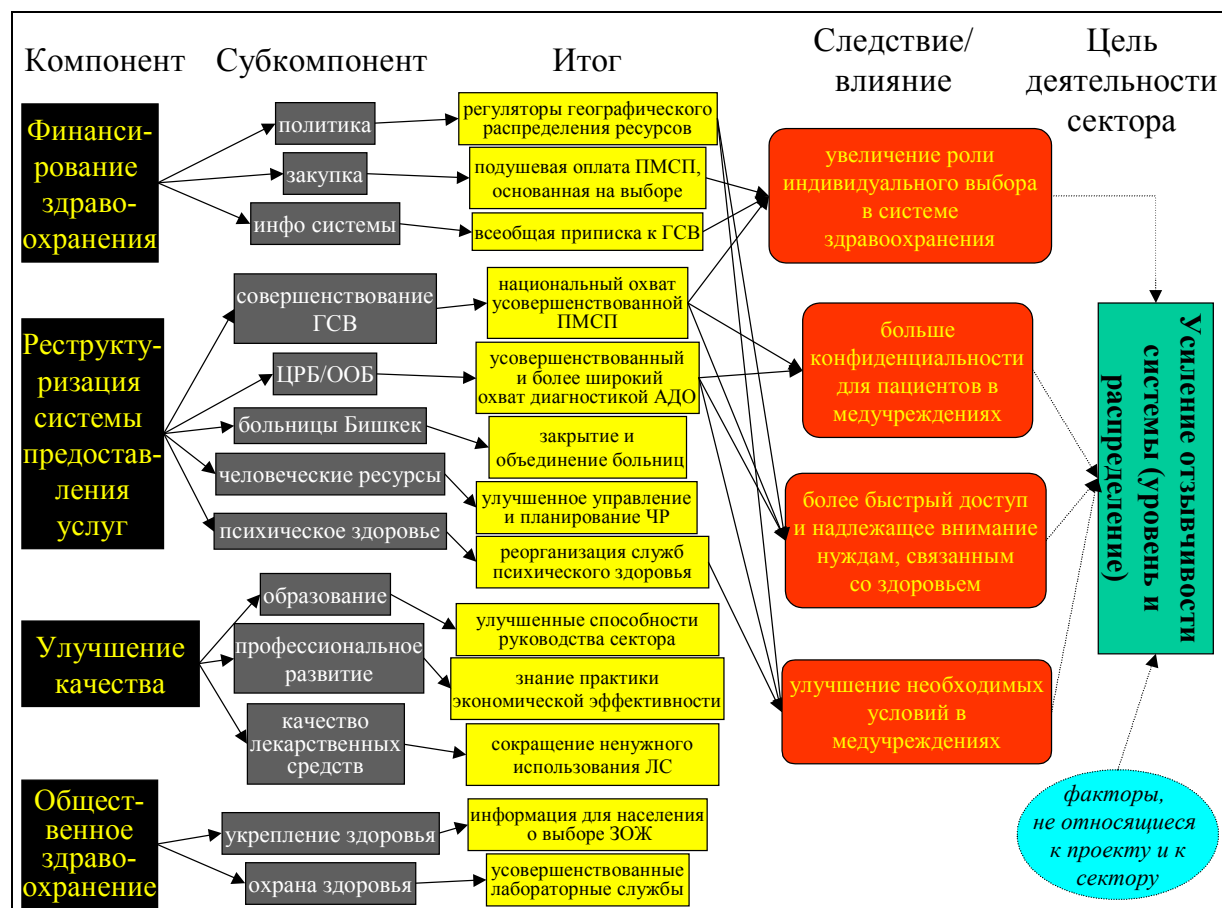 Компонент
Субкомпонент
Итог
Следствие/
влияние
Цель
деятельности
сектора
Финанси-
рование
здраво-
охранения
политика
закупка
инфо системы
регуляторы географического
распределения ресурсов
подушевая оплата ПМСП,
основанная на выборе
всеобщая приписка к ГСВ
Реструкту-
ризация
системы
предостав-
ления
услуг
совершенствование
ГСВ
ЦРБ/ООБ
больницы Бишкек
человеческие ресурсы
психическое здоровье
национальный охват
усовершенствованной
ПМСП
усовершенствованный
и более широкий
охват диагностикой АДО
закрытие и
объединение больниц
улучшенное управление
и планирование ЧР
реорганизация служб
психического здоровья
Улучшение
качества
образование
профессиональное
развитие
качество
лекарственных
средств
улучшенные способности
руководства сектора
знание практики
экономической эффективности
сокращение ненужного
использования ЛС
Общест-
венное
здраво-
охранение
укрепление здоровья
охрана здоровья
информация для населения
о выборе ЗОЖ
усовершенствованные
лабораторные службы
увеличение роли
индивидуального выбора
в системе
здравоохранения
больше
конфиденциальности
для пациентов в
медучреждениях
более быстрый доступ
и надлежащее внимание
нуждам, связанным
со здоровьем
улучшение необходимых
условий в
медучреждениях
Усиление отзывчивости
системы (уровень и
распределение)
факторы,
не относящиеся
к проекту и к
сектору